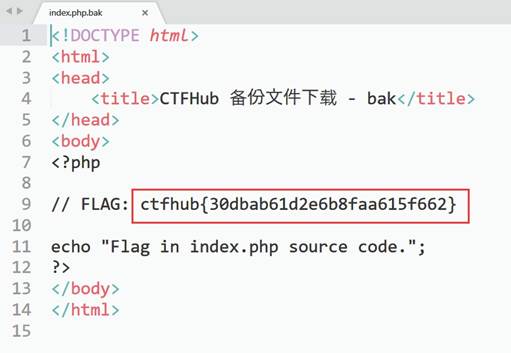 index.php.bak ×
1 <!DOCTYPE html>
2 <html>
3 <head>
4 <title>CTFHub 备份文件下载 - bak</title>
5 </head>
6 <body>
7 <?php
8
9 // FLAG: ctfhub{30dbab61d2e6b8faa615f662}
10
11 echo "Flag in index.php source code.";
12 ?>
13 </body>
14 </html>
15